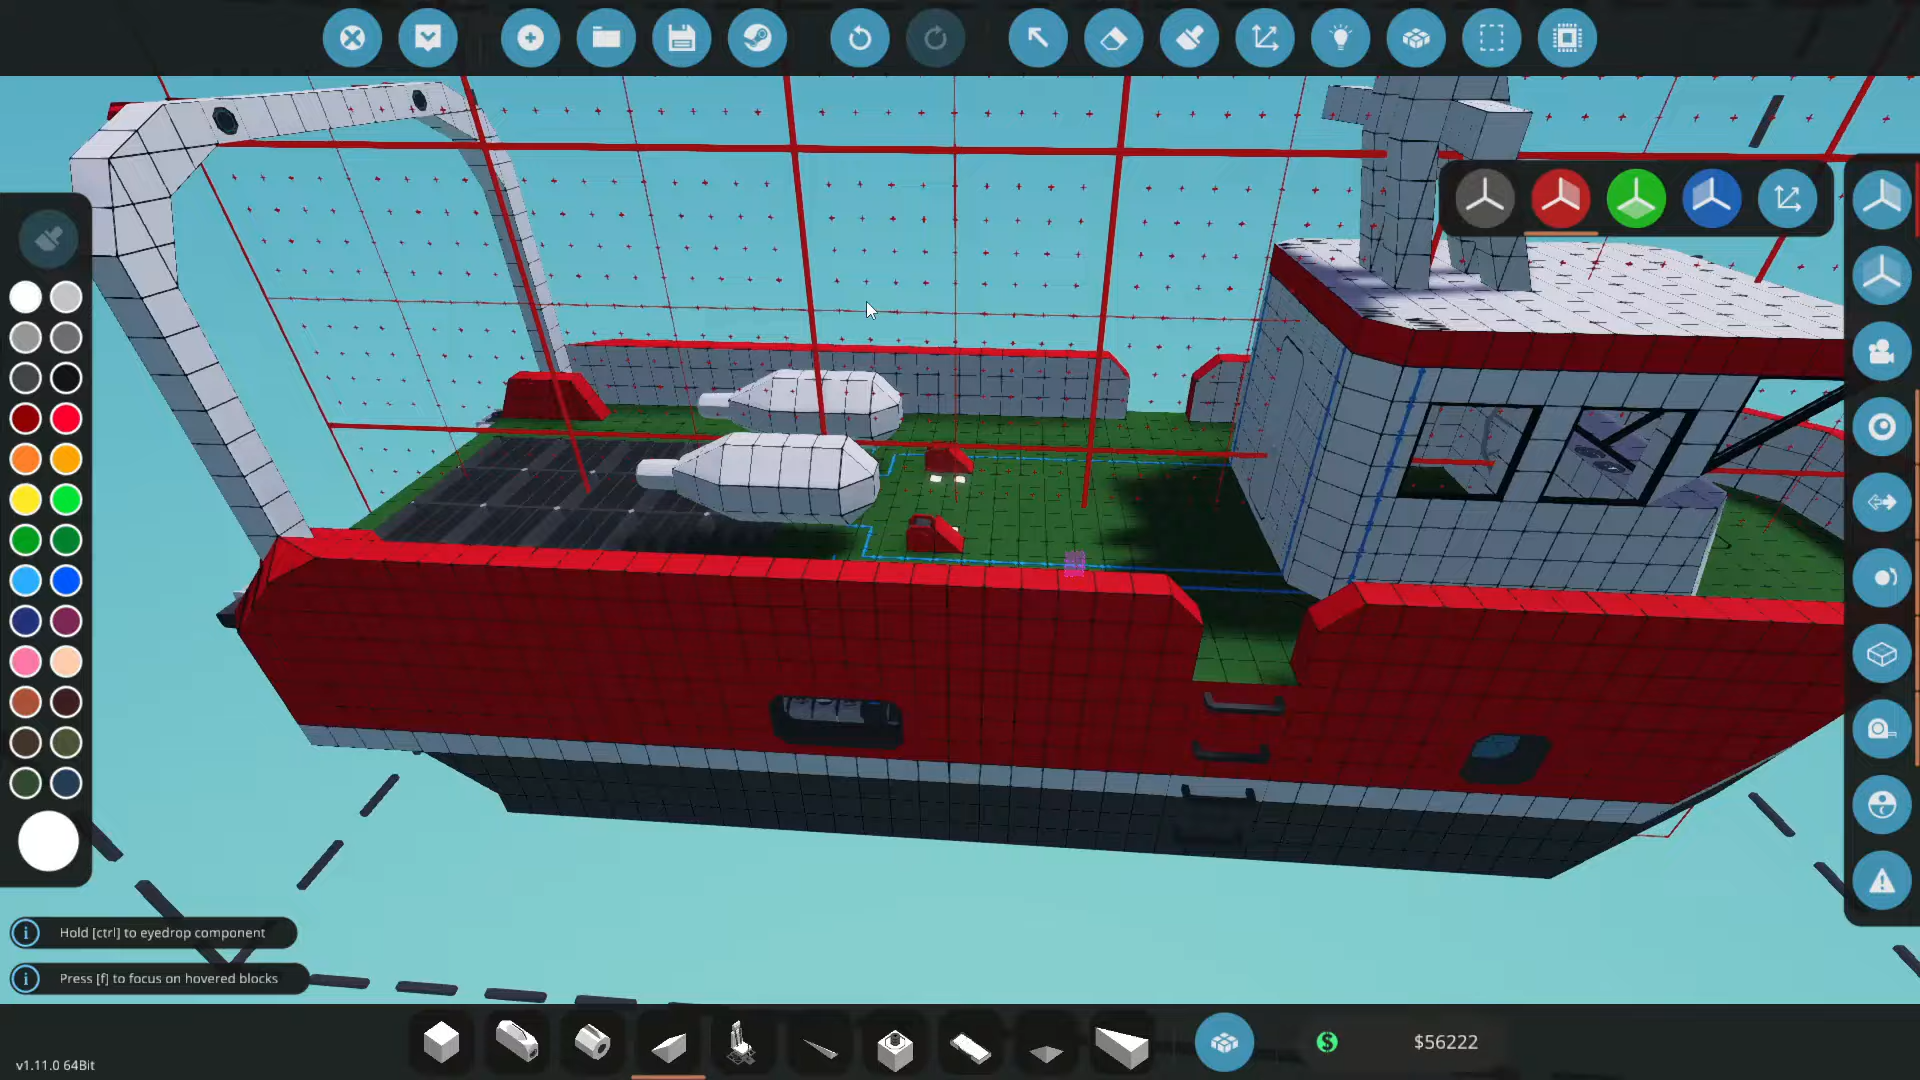 Hold [ctrl] to eyedrop component
Press [f] to focus on hovered blocks
$56222
v1.11.0 64Bit